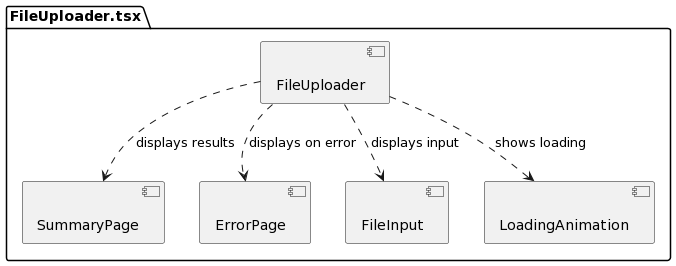 FileUploader.tsx
FileUploader
displays results
displays on error
displays input
shows loading
SummaryPage
ErrorPage
FileInput
LoadingAnimation